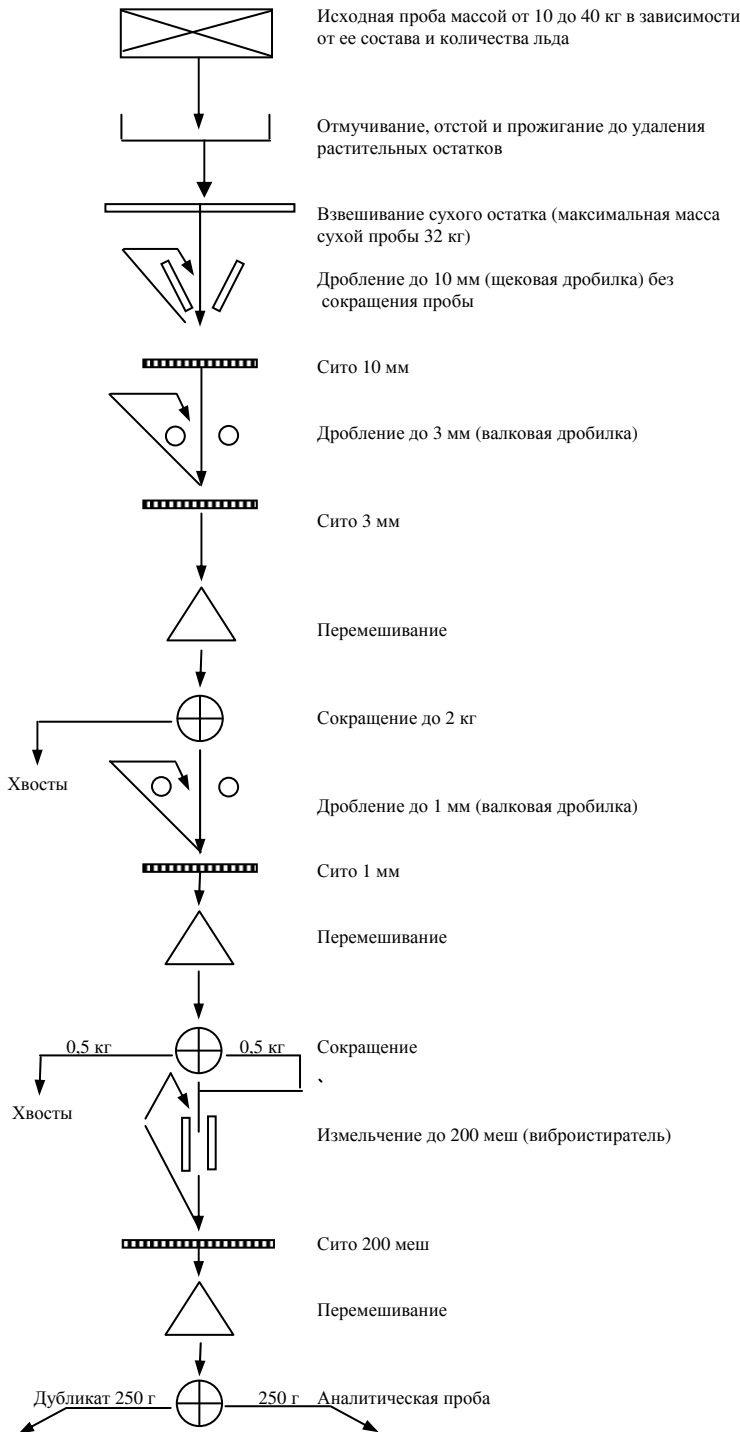 Исходная проба массой от 10 до 40 кг в зависимости
от ее состава и количества льда
Отмучивание, отстой и прожигание до удаления
растительных остатков
Взвешивание сухого остатка (максимальная масса
сухой пробы 32 кг)
Дробление до 10 мм (щековая дробилка) без
сокращения пробы
Сито 10 мм
Дробление до 3 мм (валковая дробилка)
Сито 3 мм
Перемешивание
Сокращение до 2 кг
Хвосты
Дробление до 1 мм (валковая дробилка)
Сито 1 мм
Перемешивание
0,5 кг 0,5 кг Сокращение
`
Хвосты
Измельчение до 200 меш (виброистиратель)
Сито 200 меш
Перемешивание
Дубликат 250 г 250 г Аналитическая проба